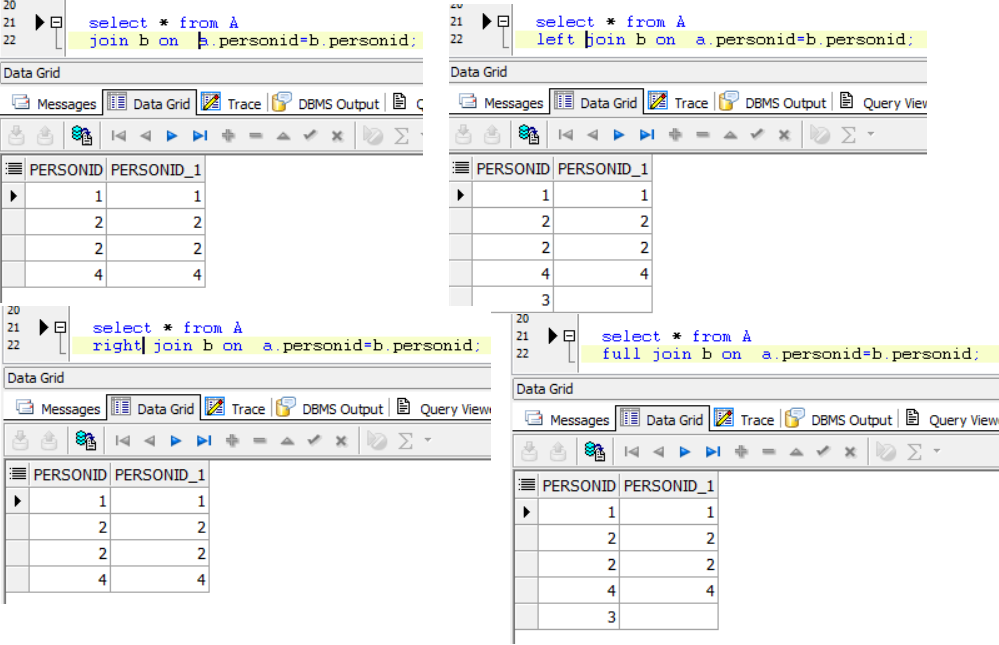 20
21 select * from A
22 join b on a.personid=b.personid;
Data Grid
Messages Data Grid Trace DBMS Output Q
PERSONID PERSONID_1
1 1
2 2
2 2
4 4
20
21 select * from A
22 left join b on a.personid=b.personid;
Data Grid
Messages Data Grid Trace DBMS Output Query View
PERSONID PERSONID_1
1 1
2 2
2 2
4 4
3
20
21 select * from A
22 right join b on a.personid=b.personid;
Data Grid
Messages Data Grid Trace DBMS Output Query Viewe
PERSONID PERSONID_1
1 1
2 2
2 2
4 4
20
21 select * from A
22 full join b on a.personid=b.personid;
Data Grid
Messages Data Grid Trace DBMS Output Query View
PERSONID PERSONID_1
1 1
2 2
2 2
4 4
3